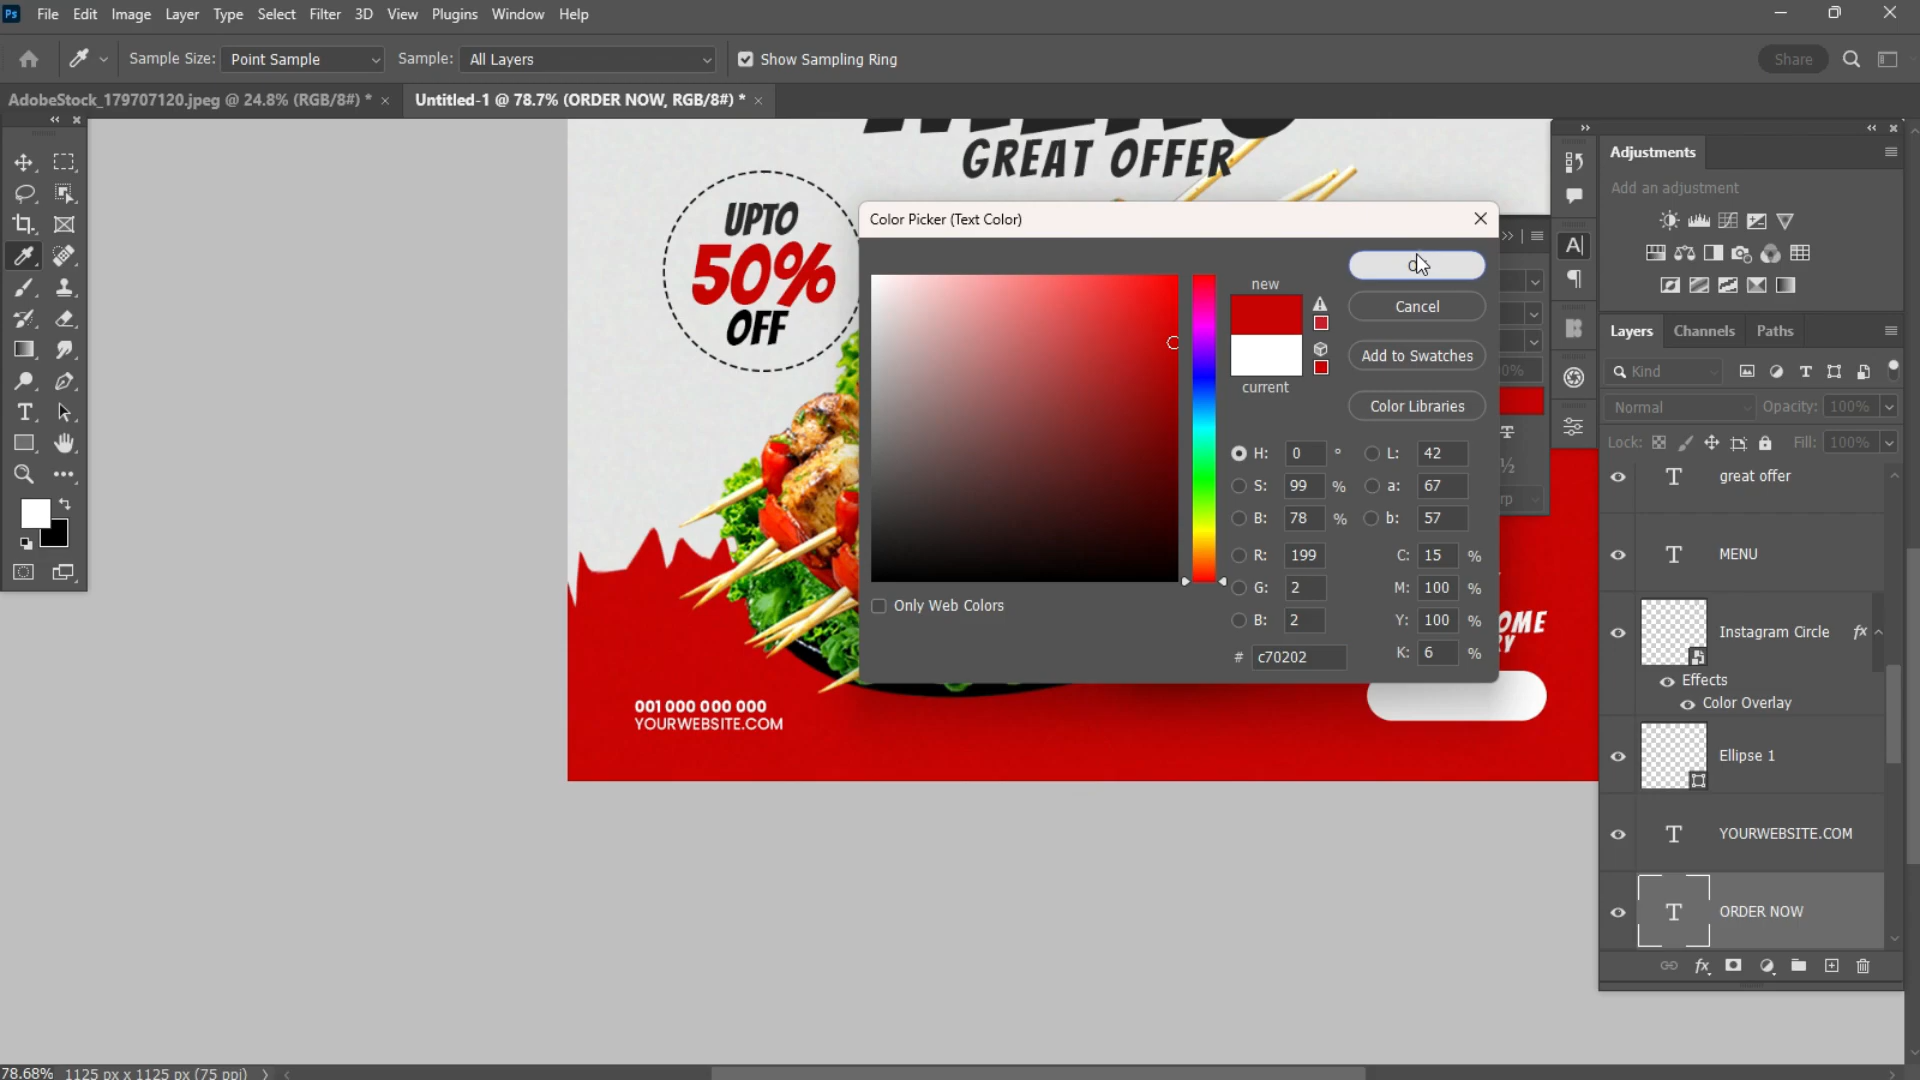 Ps File Edit Image Layer Type Select Filter 3D View Plugins Window Help
Sample Size: Point Sample Sample: All Layers Show Sampling Ring Share
AdobeStock_179707120.jpeg @ 24.8% (RGB/8#) * × Untitled-1 @ 78.7% (ORDER NOW, RGB/8#) * ×
GREAT OFFER
UPTO
50%
OFF
001 000 000 000
YOURWEBSITE.COM
Color Picker (Text Color)
new
current
Cancel
Add to Swatches
Color Libraries
H: 0 °
S: 99 %
B: 78 %
R: 199
G: 2
B: 2
# c70202
L: 42
a: 67
b: 57
C: 15 %
M: 100 %
Y: 100 %
K: 6 %
Only Web Colors
Adjustments
Add an adjustment
Layers Channels Paths
Kind
Normal Opacity: 100%
Lock: Fill: 100%
great offer
MENU
Instagram Circle fx
Effects
Color Overlay
Ellipse 1
YOURWEBSITE.COM
ORDER NOW
78.68% 1125 px x 1125 px (75 ppi)